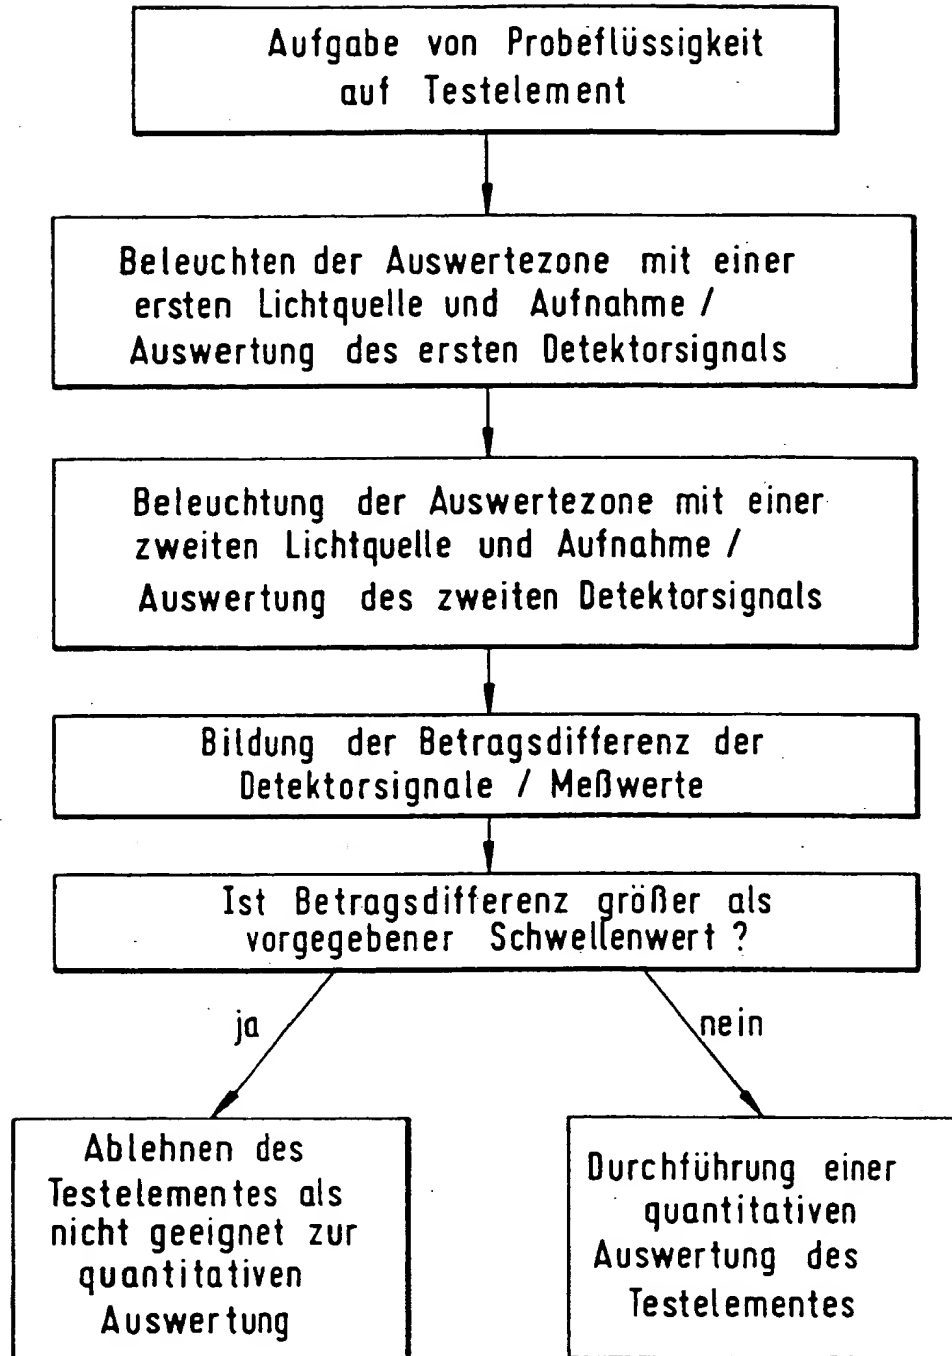 Aufgabe von Probeflüssigkeit
auf Testelement
Beleuchten der Auswertezone mit einer
ersten Lichtquelle und Aufnahme /
Auswertung des ersten Detektorsignals
Beleuchtung der Auswertezone mit einer
zweiten Lichtquelle und Aufnahme /
Auswertung des zweiten Detektorsignals
Bildung der Betragsdifferenz der
Detektorsignale / Meßwerte
Ist Betragsdifferenz größer als
vorgegebener Schwellenwert ?
ja
nein
Ablehnen des
Testelementes als
nicht geeignet zur
quantitativen
Auswertung
Durchführung einer
quantitativen
Auswertung des
Testelementes